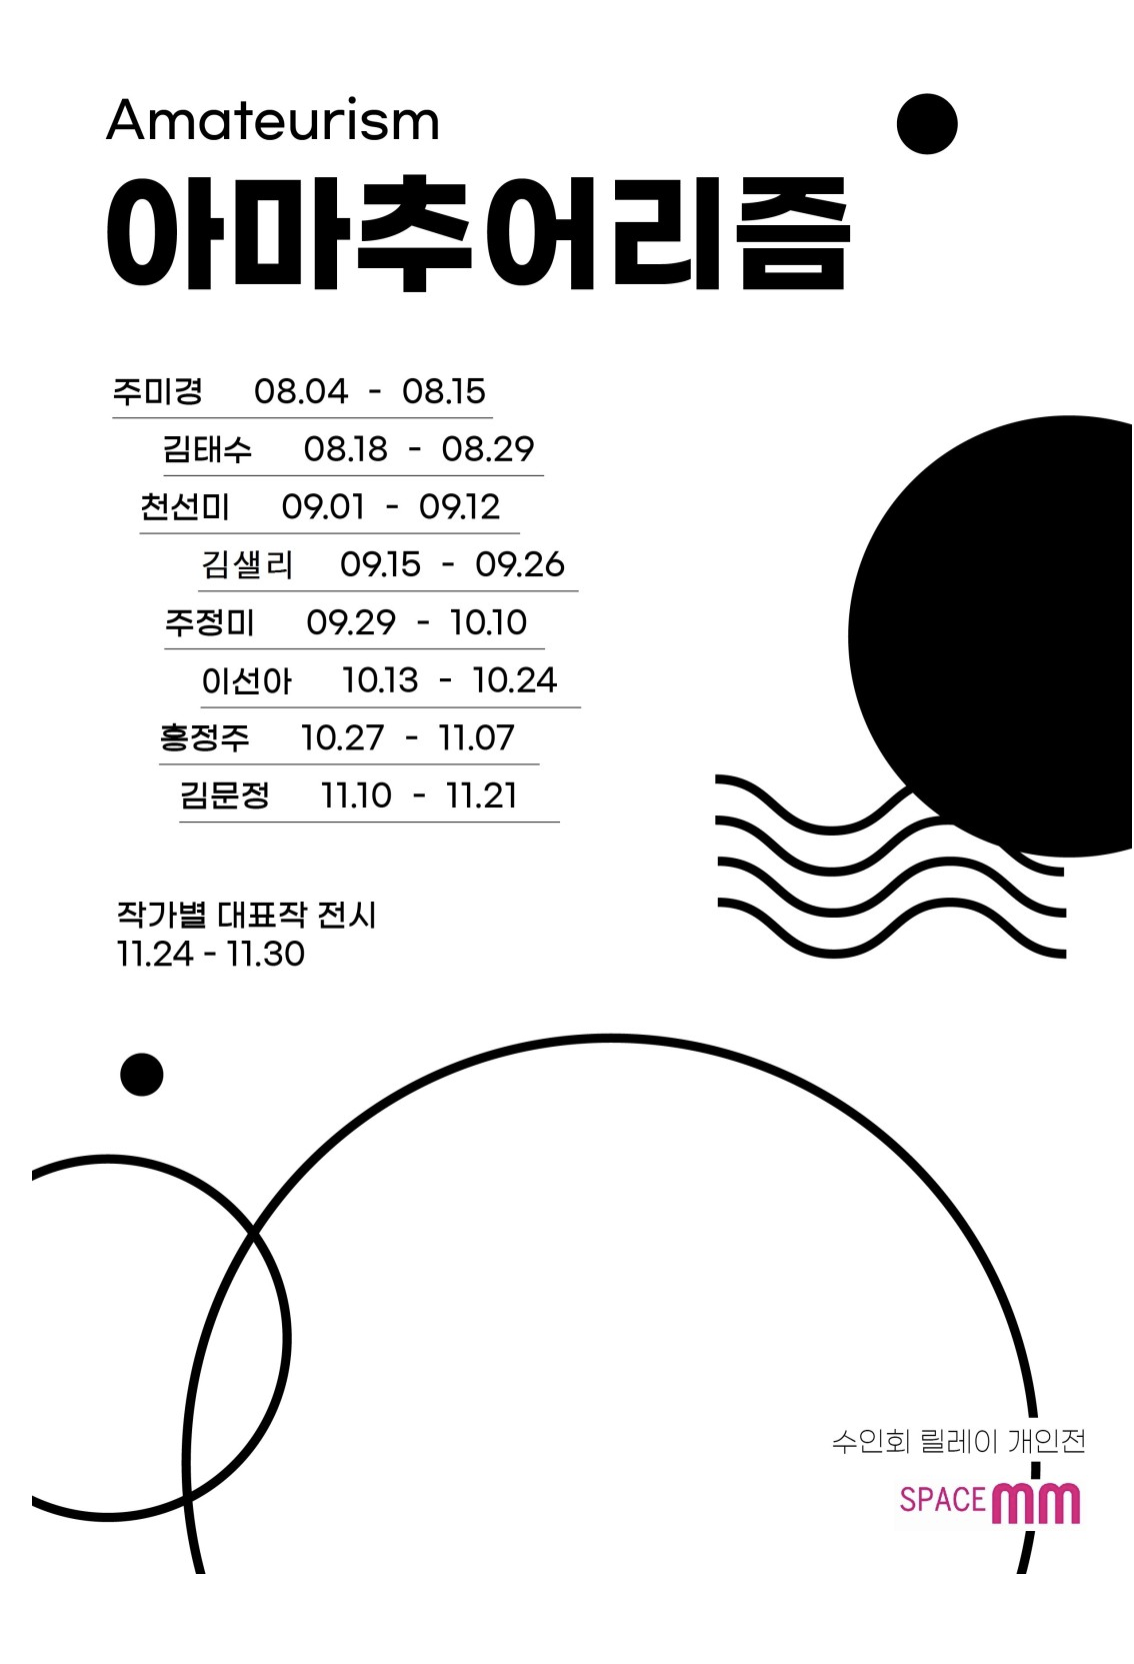 Amateurism
아마추어리즘
주미경 08.04 - 08.15
김태수 08.18 - 08.29
천선미 09.01 - 09.12
김샐리 09.15 - 09.26
주정미 09.29 - 10.10
이선아 10.13 - 10.24
홍정주 10.27 - 11.07
김문정 11.10 - 11.21
작가별 대표작 전시
11.24 - 11.30
수인회 릴레이 개인전
SPACE mm